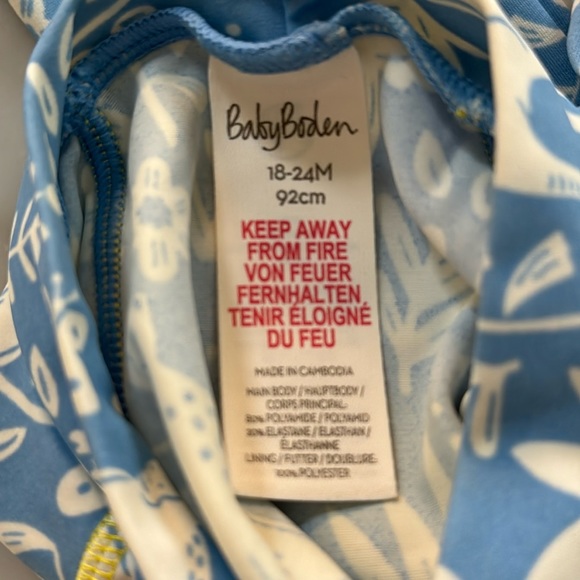 BabyBoden
18-24M
92cm
KEEP AWAY
FROM FIRE
VON FEUER
FERNHALTEN
TENIR ÉLOIGNÉ
DU FEU
MADE IN CAMBODIA
MAIN BODY / HAUPTBODY /
CORPS PRINCIPAL:
80% POLYAMIDE / POLYAMID
20% ELASTANE / ELASTHAN /
ÉLASTHANNE
LINING / FUTTER / DOUBLURE:
100% POLYESTER